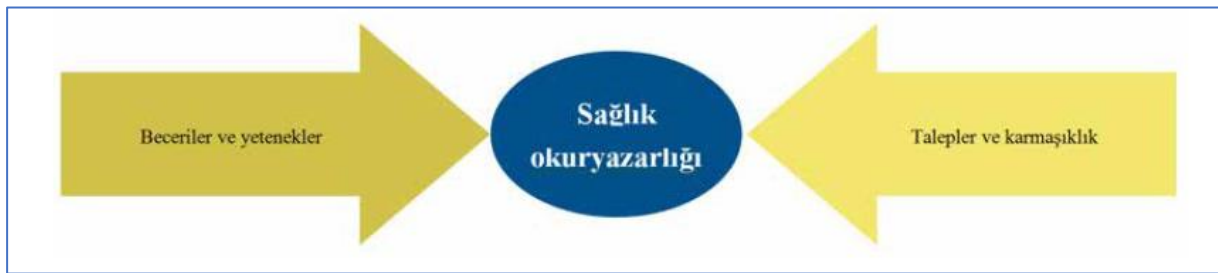 Beceriler ve yetenekler
Sağlık
okuryazarlığı
Talepler ve karmaşıklık